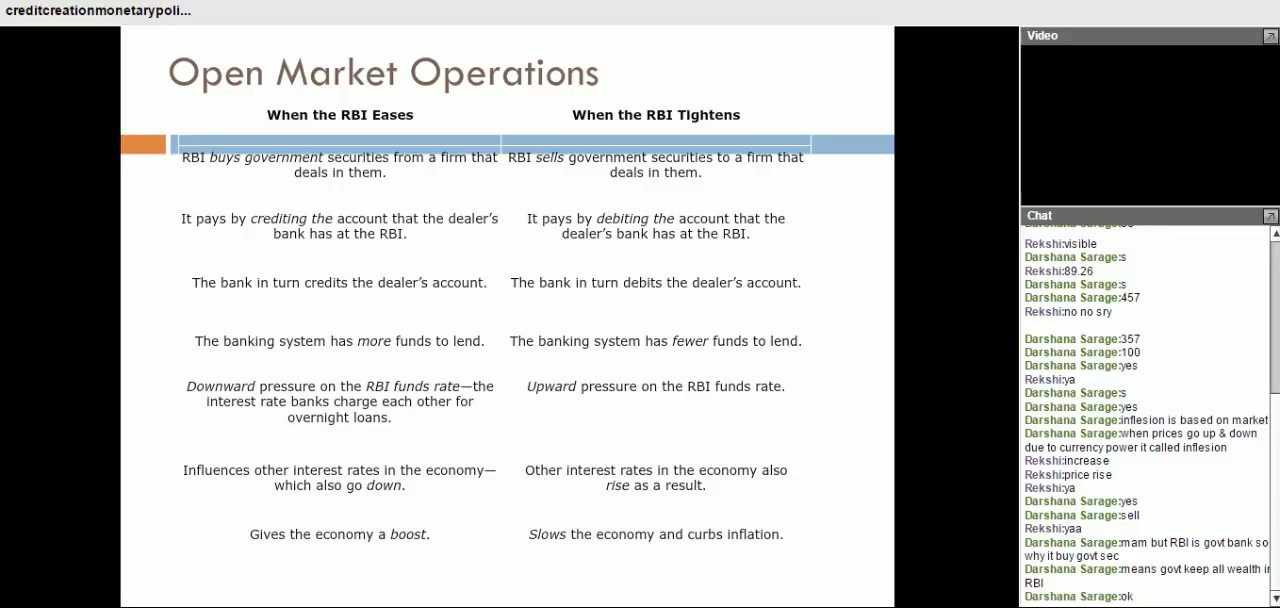 creditcreationmonetarypoli...
Open Market Operations
When the RBI Eases
When the RBI Tightens
RBI buys government securities from a firm that
deals in them.
RBI sells government securities to a firm that
deals in them.
It pays by crediting the account that the dealer’s
bank has at the RBI.
It pays by debiting the account that the
dealer’s bank has at the RBI.
The bank in turn credits the dealer’s account.
The bank in turn debits the dealer’s account.
The banking system has more funds to lend.
The banking system has fewer funds to lend.
Downward pressure on the RBI funds rate—the
interest rate banks charge each other for
overnight loans.
Upward pressure on the RBI funds rate.
Influences other interest rates in the economy—
which also go down.
Other interest rates in the economy also
rise as a result.
Gives the economy a boost.
Slows the economy and curbs inflation.
Video
Chat
Rekshi:visible
Darshana Sarage:s
Rekshi:89.26
Darshana Sarage:s
Darshana Sarage:457
Rekshi:no no sry
Darshana Sarage:357
Darshana Sarage:100
Darshana Sarage:yes
Rekshi:ya
Darshana Sarage:s
Darshana Sarage:yes
Darshana Sarage:inflesion is based on market
Darshana Sarage:when prices go up & down
due to currency power it called inflesion
Rekshi:increase
Rekshi:price rise
Rekshi:ya
Darshana Sarage:yes
Darshana Sarage:sell
Rekshi:yaa
Darshana Sarage:mam but RBI is govt bank so
why it buy govt sec
Darshana Sarage:means govt keep all wealth in
RBI
Darshana Sarage:ok